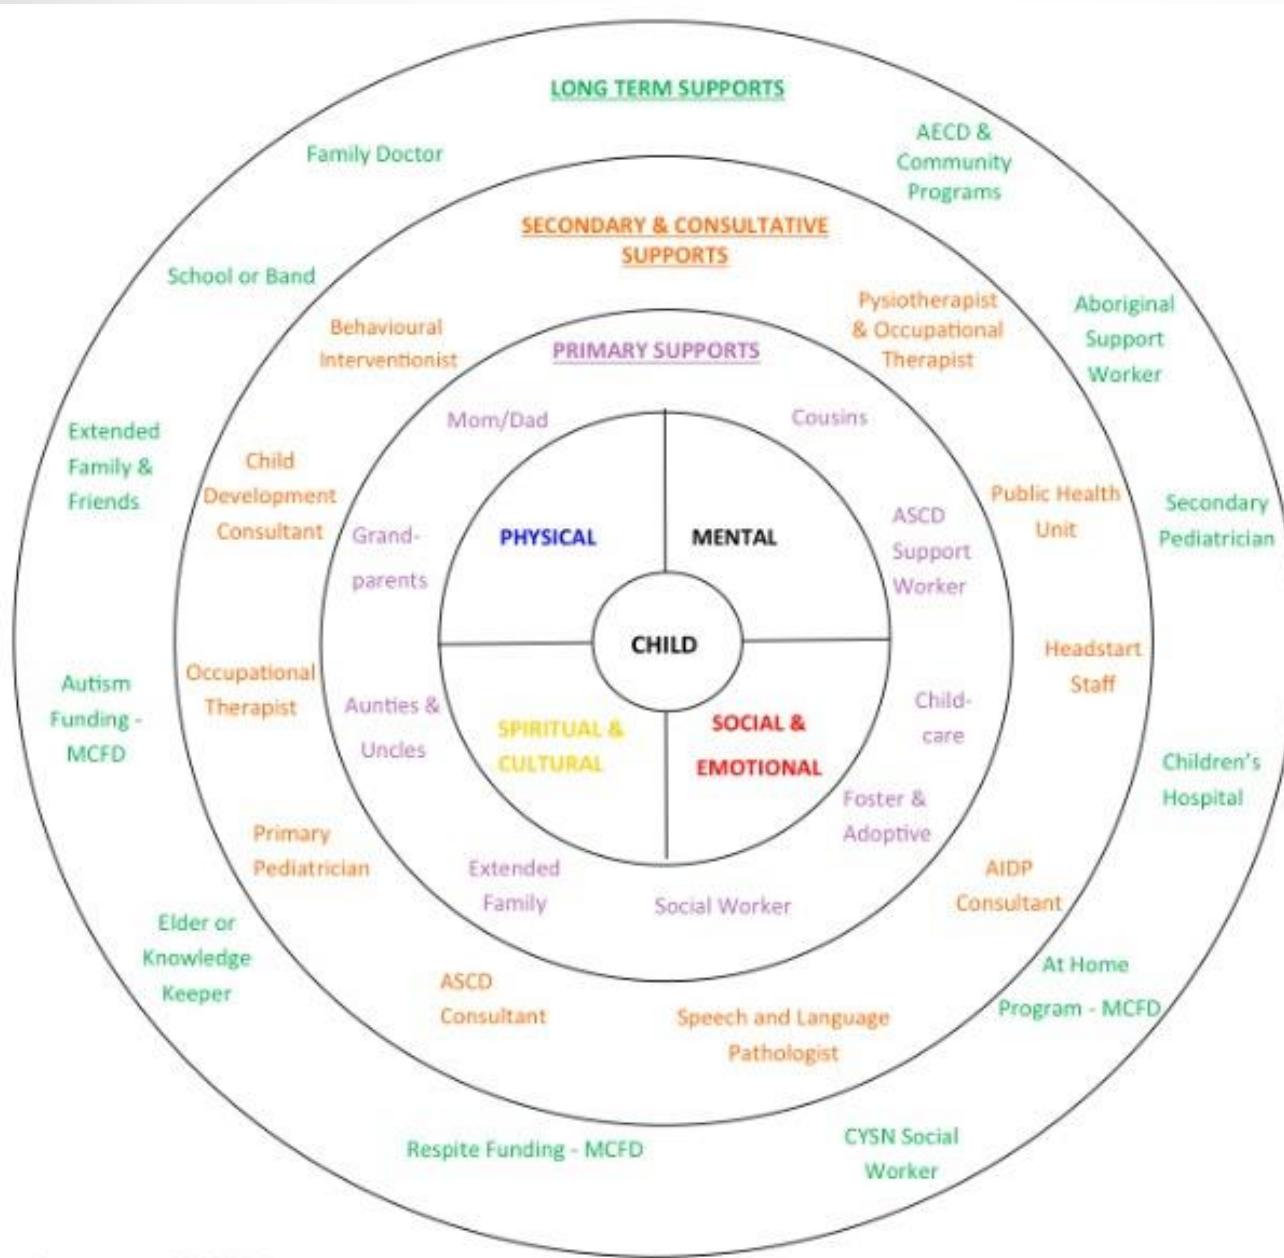 LONG TERM SUPPORTS
Family Doctor
AECD &
Community
Programs
School or Band
Aboriginal
Support
Worker
Extended
Family &
Friends
Secondary
Pediatrician
Autism
Funding -
MCFD
Children's
Hospital
Elder or
Knowledge
Keeper
At Home
Program - MCFD
Respite Funding - MCFD
CYSN Social
Worker
SECONDARY & CONSULTATIVE
SUPPORTS
Behavioural
Interventionist
Pysiotherapist
& Occupational
Therapist
Child
Development
Consultant
Public Health
Unit
Occupational
Therapist
Headstart
Staff
Primary
Pediatrician
AIDP
Consultant
ASCD
Consultant
Speech and Language
Pathologist
PRIMARY SUPPORTS
Mom/Dad
Cousins
Grand-
parents
ASCD
Support
Worker
Aunties &
Uncles
Child-
care
Foster &
Adoptive
Extended
Family
Social Worker
PHYSICAL
MENTAL
CHILD
SPIRITUAL &
CULTURAL
SOCIAL &
EMOTIONAL